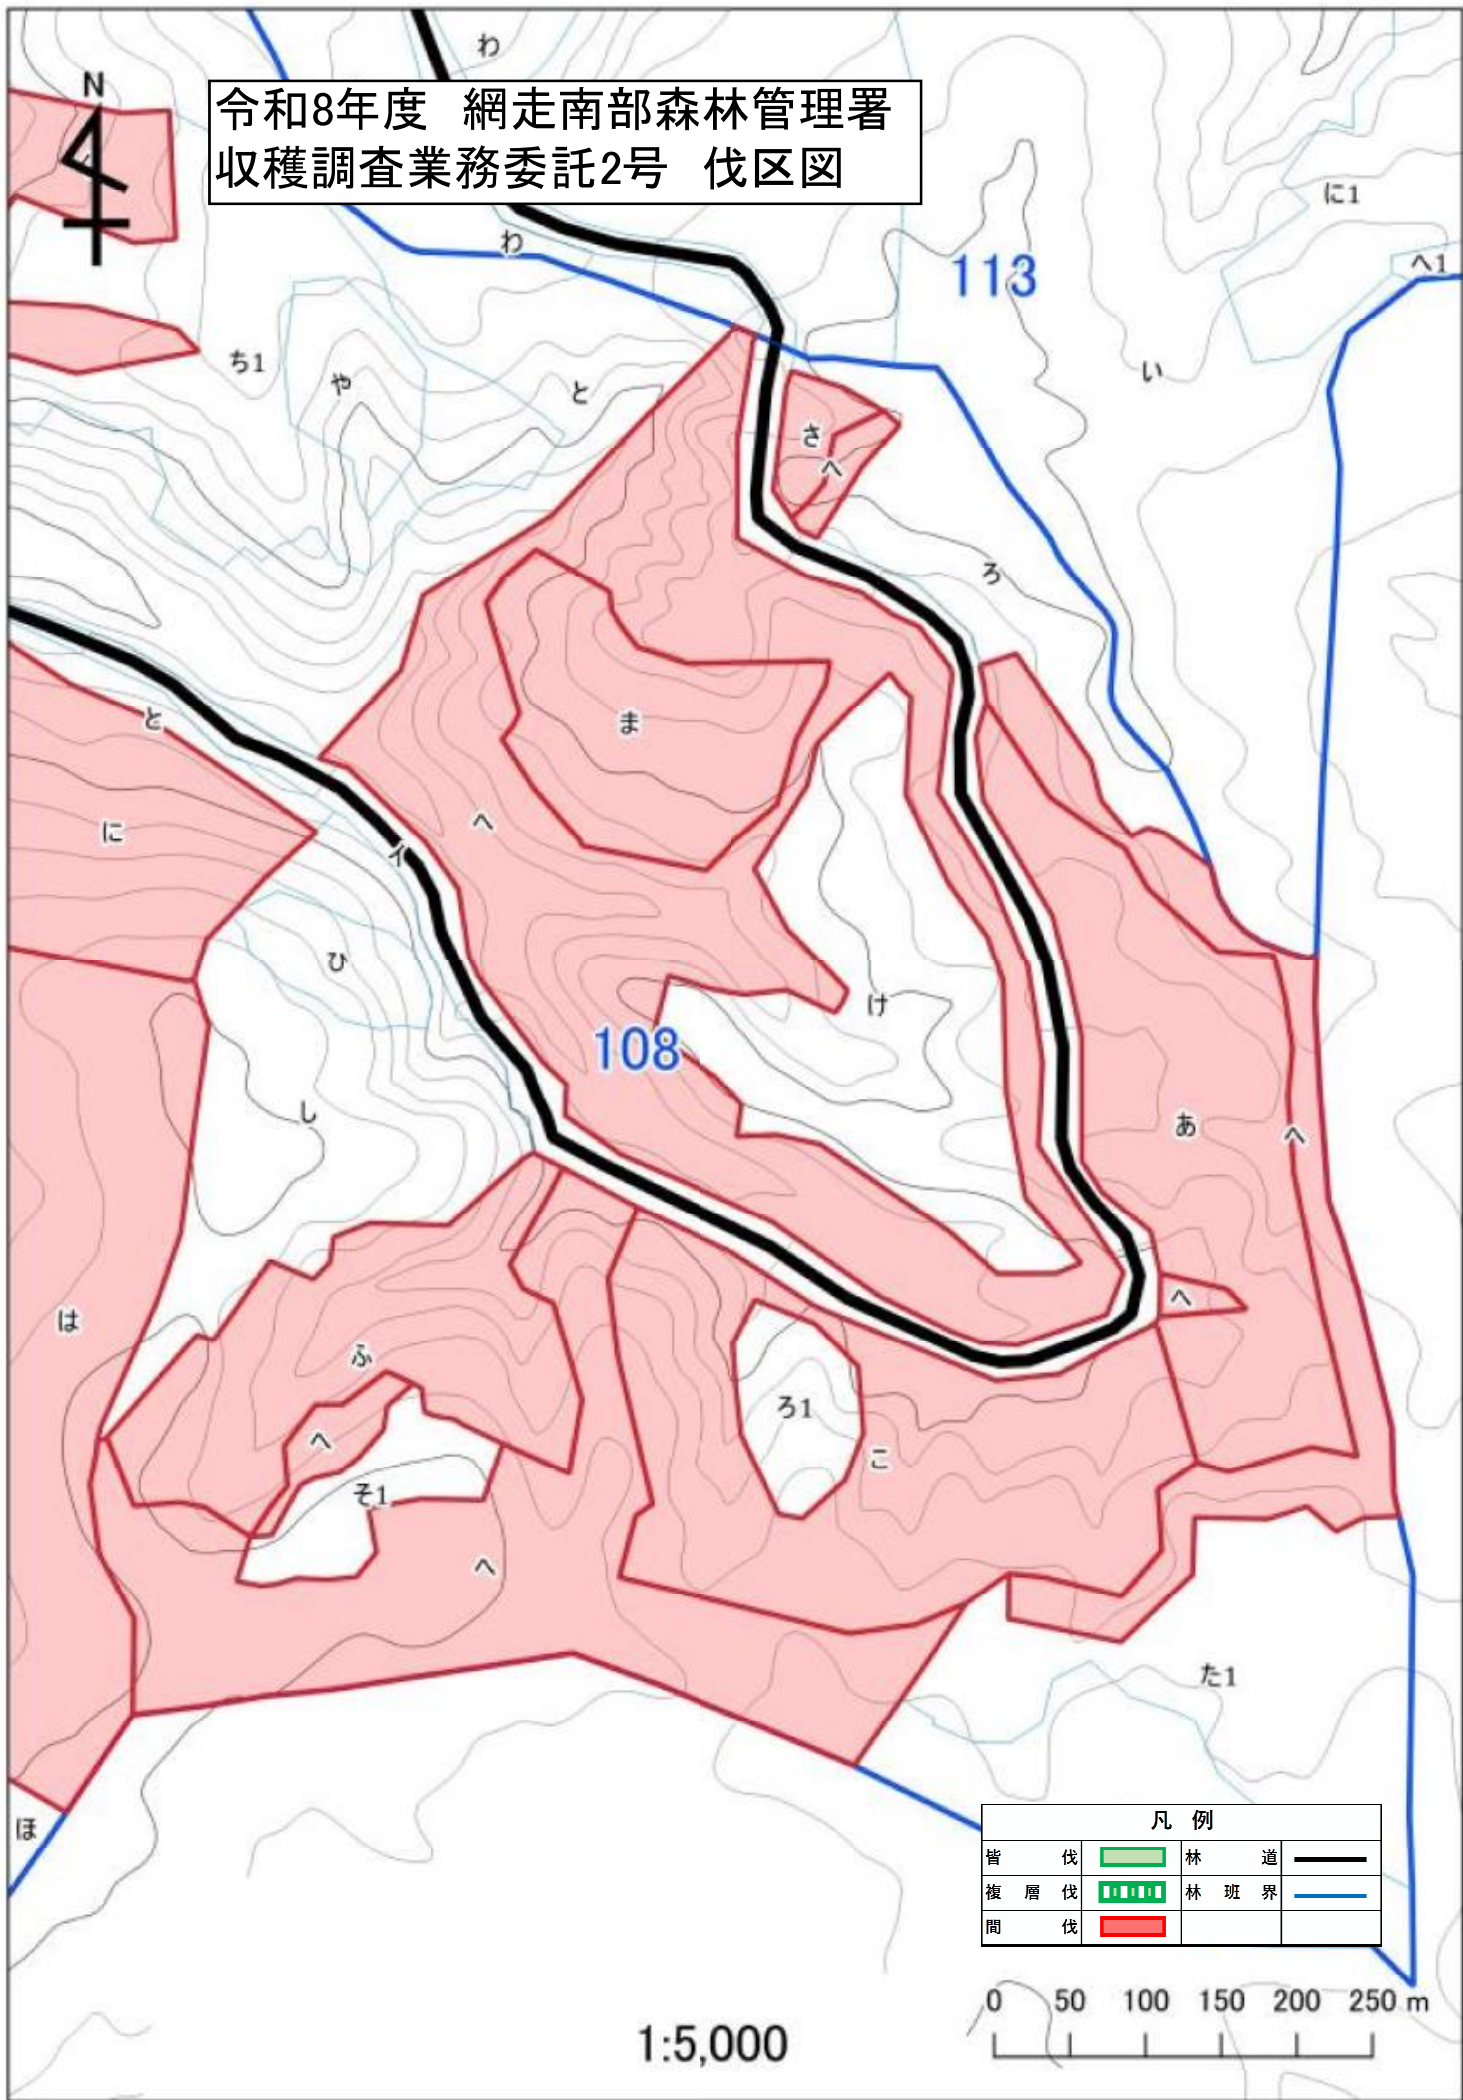 わ
N
令和8年度 網走南部森林管理署
収穫調査業務委託2号 伐区図
に1
わ
へ1
113
ち1
や
と
い
さ
へ
ろ
と
ま
に
へ
イ
ひ
け
108
し
あ
へ
へ
は
ふ
ろ1
へ
こ
そ1
へ
た1
ほ
凡 例
皆 伐 林 道
複 層 伐 林 班 界
間 伐
0 50 100 150 200 250 m
1:5,000